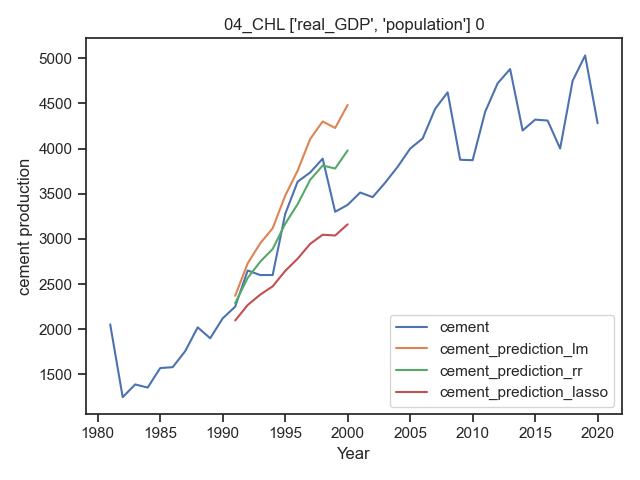 04_CHL ['real_GDP', 'population'] 0
cement production
5000
4500
4000
3500
3000
2500
2000
1500
cement
cement_prediction_lm
cement_prediction_rr
cement_prediction_lasso
1980 1985 1990 1995 2000 2005 2010 2015 2020
Year